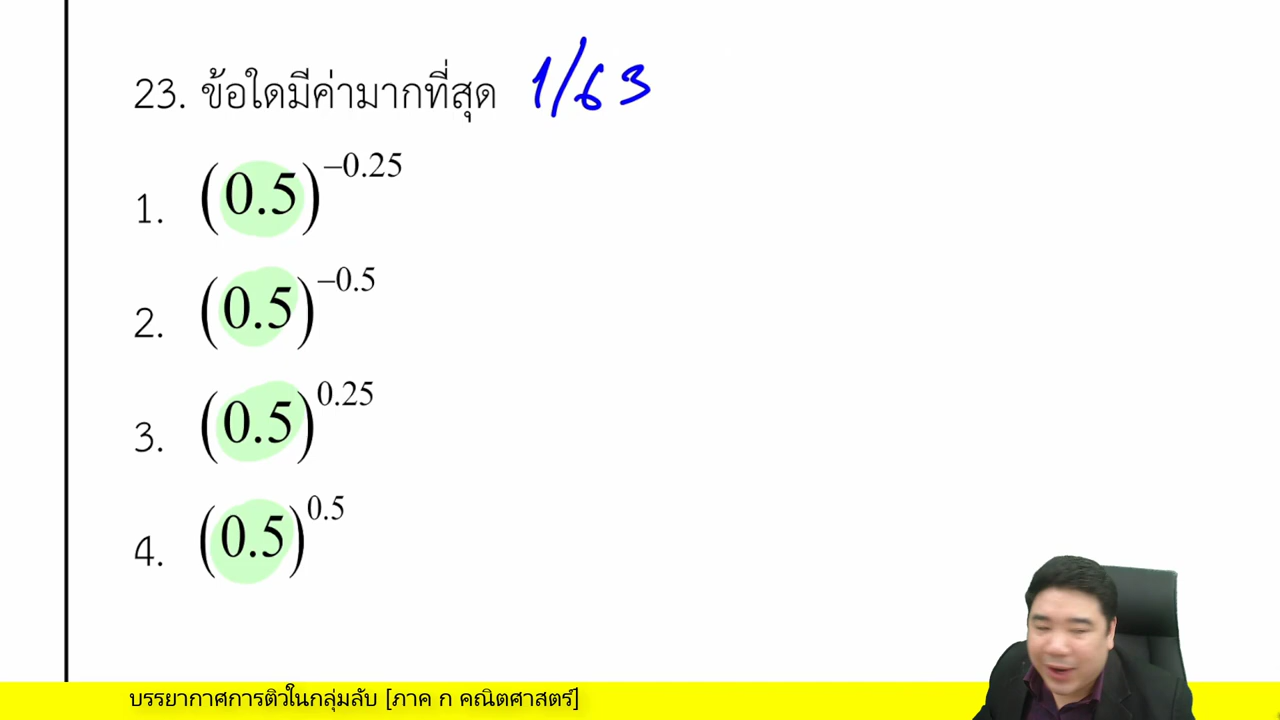 23. ข้อใดมีค่ามากที่สุด 1/63
1. (0.5)^{-0.25}
2. (0.5)^{-0.5}
3. (0.5)^{0.25}
4. (0.5)^{0.5}
บรรยากาศการติวในกลุ่มลับ [ภาค ก คณิตศาสตร์]